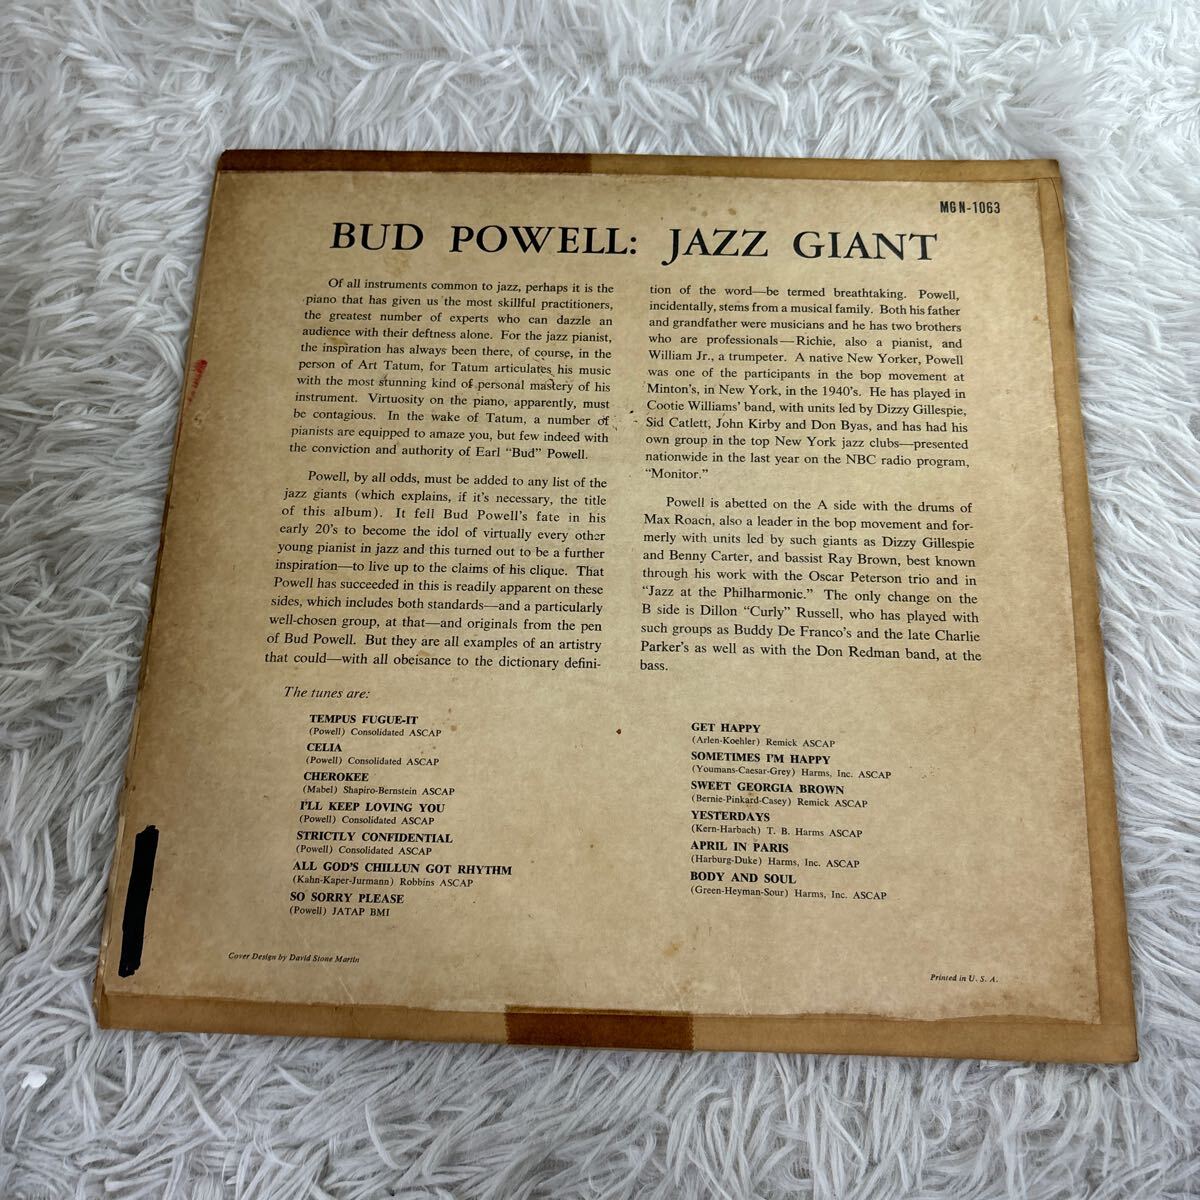 MG N-1063
BUD POWELL: JAZZ GIANT
Of all instruments common to jazz, perhaps it is the
piano that has given us the most skillful practitioners,
the greatest number of experts who can dazzle an
audience with their deftness alone. For the jazz pianist,
the inspiration has always been there, of course, in the
person of Art Tatum, for Tatum articulates his music
with the most stunning kind of personal mastery of his
instrument. Virtuosity on the piano, apparently, must
be contagious. In the wake of Tatum, a number of
pianists are equipped to amaze you, but few indeed with
the conviction and authority of Earl “Bud” Powell.
Powell, by all odds, must be added to any list of the
jazz giants (which explains, if it's necessary, the title
of this album). It fell Bud Powell's fate in his
early 20's to become the idol of virtually every other
young pianist in jazz and this turned out to be a further
inspiration—to live up to the claims of his clique. That
Powell has succeeded in this is readily apparent on these
sides, which includes both standards—and a particularly
well-chosen group, at that—and originals from the pen
of Bud Powell. But they are all examples of an artistry
that could—with all obeisance to the dictionary defini-
tion of the word—be termed breathtaking. Powell,
incidentally, stems from a musical family. Both his father
and grandfather were musicians and he has two brothers
who are professionals—Richie, also a pianist, and
William Jr., a trumpeter. A native New Yorker, Powell
was one of the participants in the bop movement at
Minton's, in New York, in the 1940's. He has played in
Cootie Williams' band, with units led by Dizzy Gillespie,
Sid Catlett, John Kirby and Don Byas, and has had his
own group in the top New York jazz clubs—presented
nationwide in the last year on the NBC radio program,
“Monitor.”
Powell is abetted on the A side with the drums of
Max Roach, also a leader in the bop movement and for-
merly with units led by such giants as Dizzy Gillespie
and Benny Carter, and bassist Ray Brown, best known
through his work with the Oscar Peterson trio and in
“Jazz at the Philharmonic.” The only change on the
B side is Dillon “Curly” Russell, who has played with
such groups as Buddy De Franco's and the late Charlie
Parker's as well as with the Don Redman band, at the
bass.
The tunes are:
TEMPUS FUGUE-IT
(Powell) Consolidated ASCAP
CELIA
(Powell) Consolidated ASCAP
CHEROKEE
(Mabel) Shapiro-Bernstein ASCAP
I'LL KEEP LOVING YOU
(Powell) Consolidated ASCAP
STRICTLY CONFIDENTIAL
(Powell) Consolidated ASCAP
ALL GOD'S CHILLUN GOT RHYTHM
(Kahn-Kaper-Jurmann) Robbins ASCAP
SO SORRY PLEASE
(Powell) JATAP BMI
GET HAPPY
(Arlen-Koehler) Remick ASCAP
SOMETIMES I'M HAPPY
(Youmans-Caesar-Grey) Harms, Inc. ASCAP
SWEET GEORGIA BROWN
(Bernie-Pinkard-Casey) Remick ASCAP
YESTERDAYS
(Kern-Harbach) T. B. Harms ASCAP
APRIL IN PARIS
(Harburg-Duke) Harms, Inc. ASCAP
BODY AND SOUL
(Green-Heyman-Sour) Harms, Inc. ASCAP
Cover Design by David Stone Martin
Printed in U. S. A.